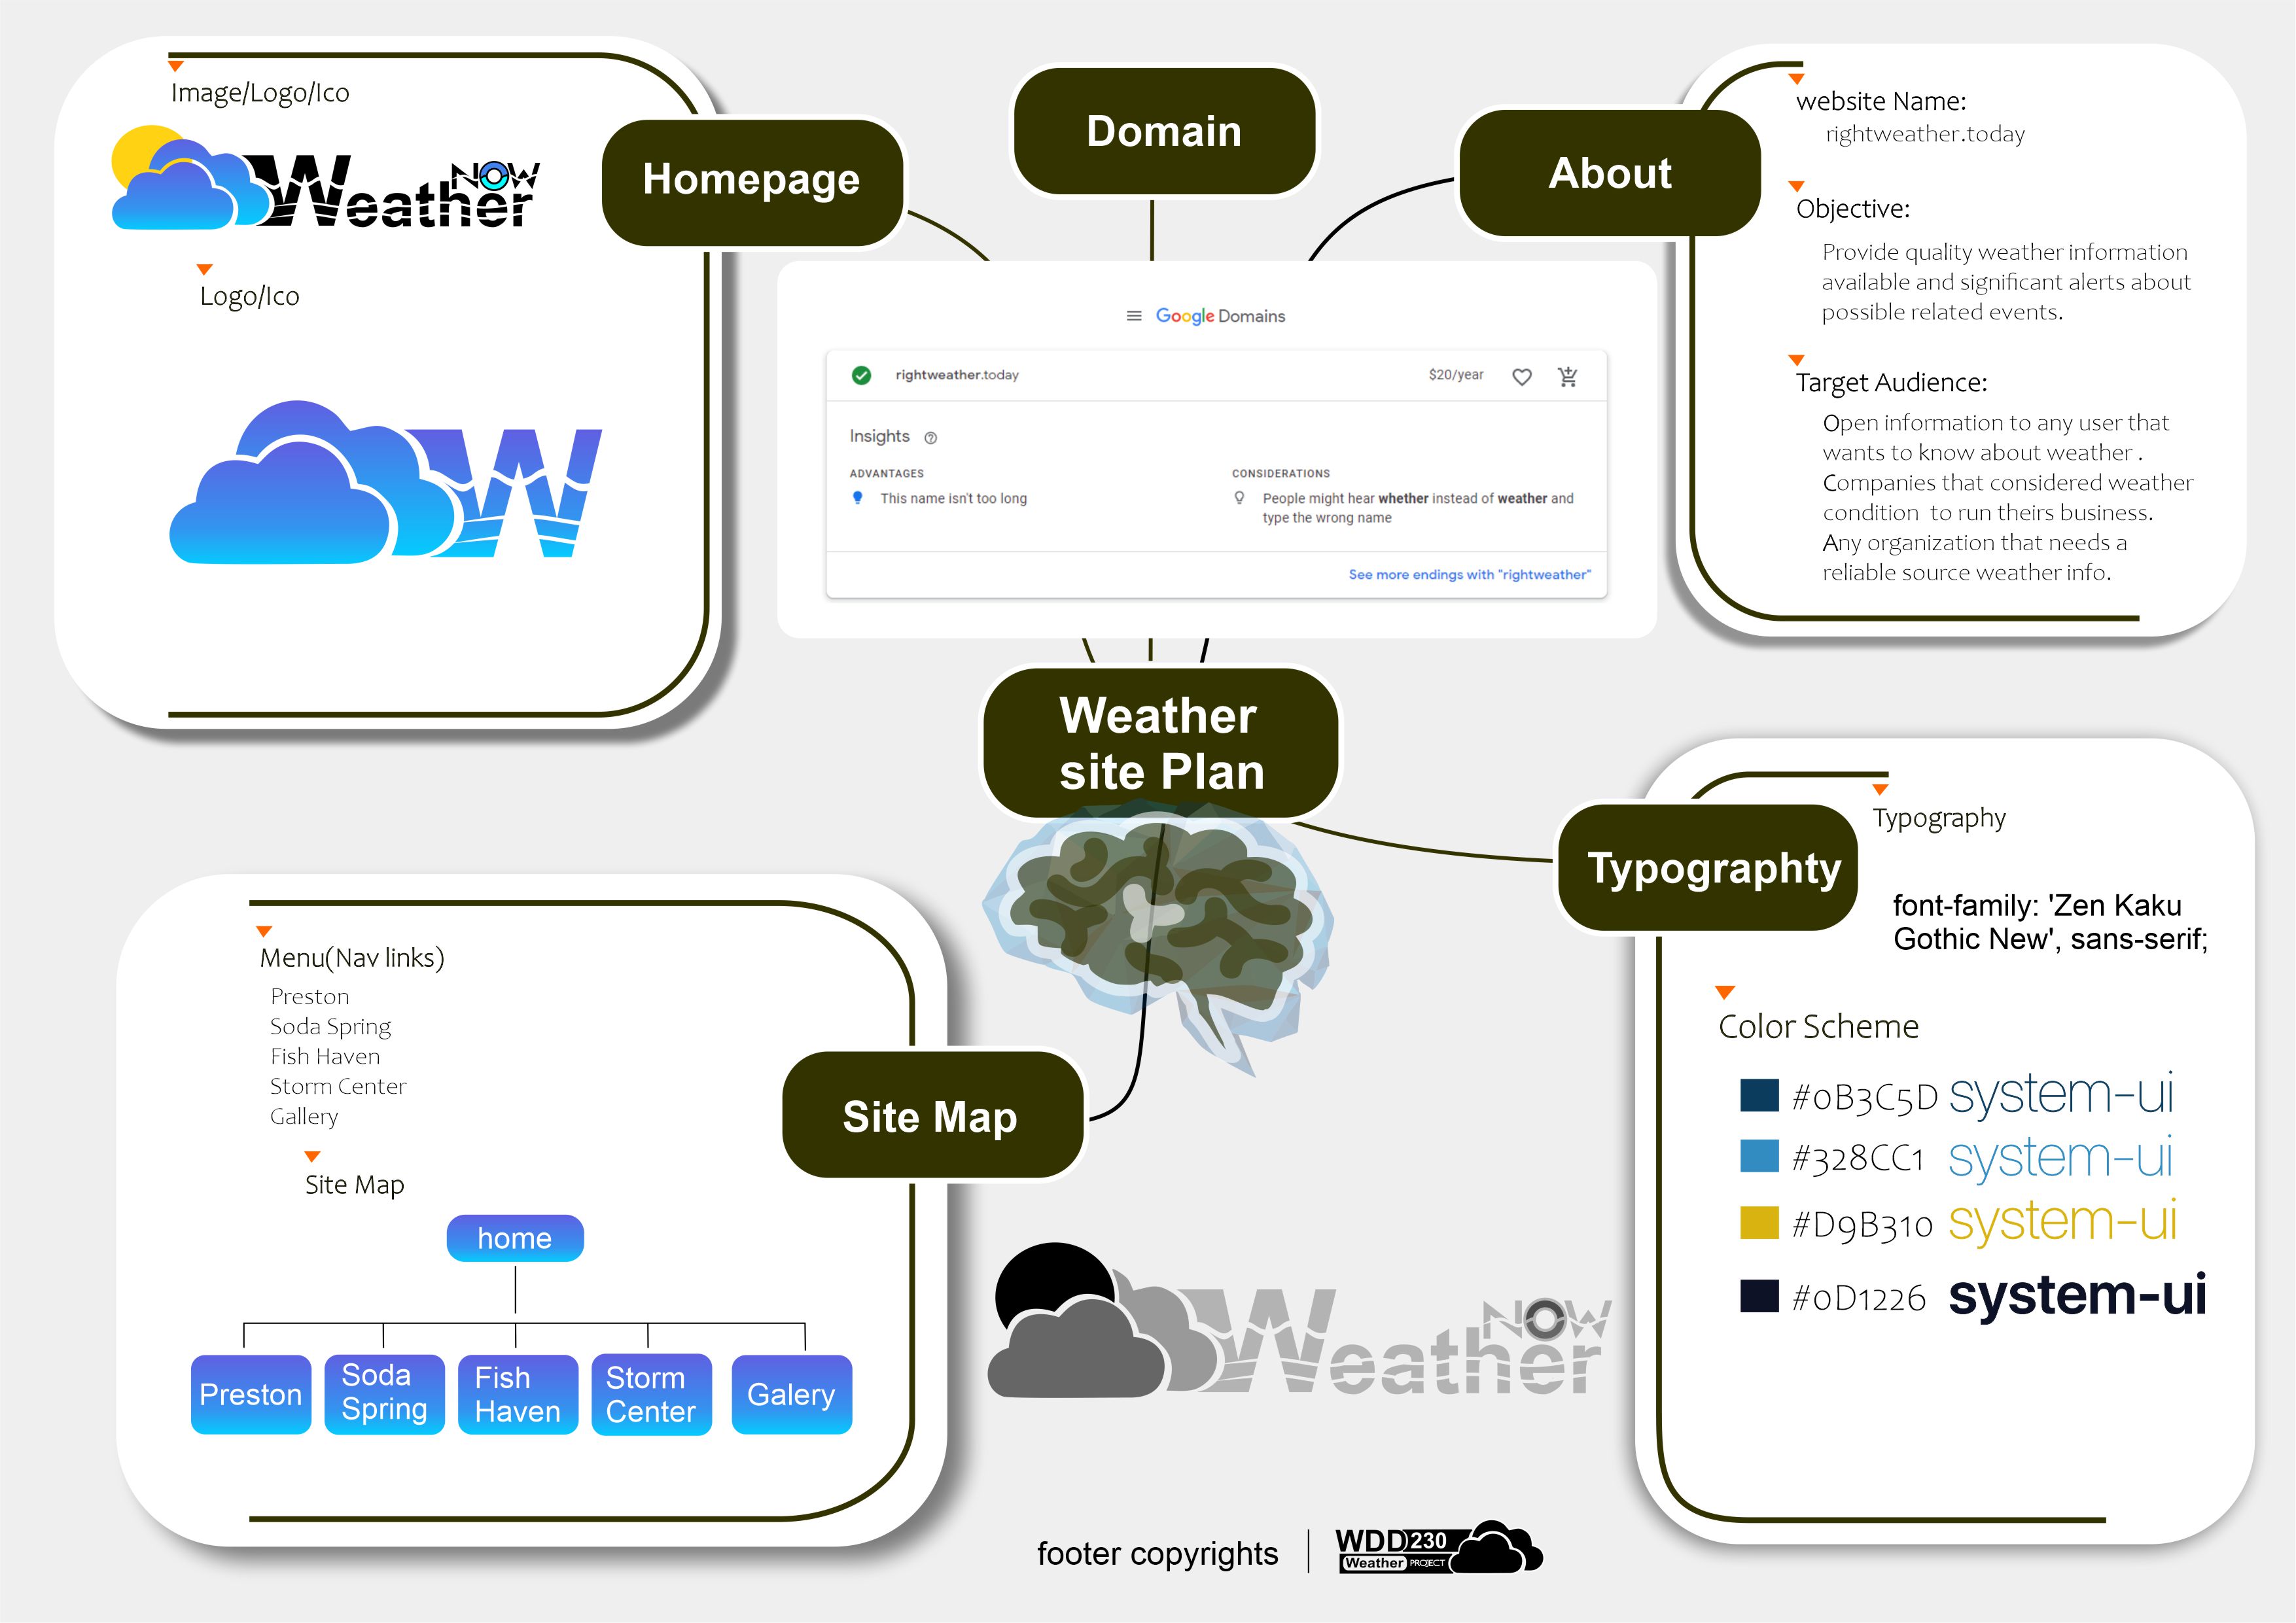 Image/Logo/Ico
Weather NOW
Logo/Ico
W
Homepage
Domain
About
website Name:
rightweather.today
Objective:
Provide quality weather information
available and significant alerts about
possible related events.
Target Audience:
Open information to any user that
wants to know about weather .
Companies that considered weather
condition  to run theirs business.
Any organization that needs a
reliable source weather info.
Google Domains
rightweather.today
$20/year
Insights
ADVANTAGES
This name isn't too long
CONSIDERATIONS
People might hear whether instead of weather and
type the wrong name
See more endings with "rightweather"
Weather
site Plan
Typographty
Typography
font-family: 'Zen Kaku
Gothic New', sans-serif;
Color Scheme
#0B3C5D system-ui
#328CC1 system-ui
#D9B310 system-ui
#0D1226 system-ui
Menu(Nav links)
Preston
Soda Spring
Fish Haven
Storm Center
Gallery
Site Map
Site Map
home
Preston
Soda
Spring
Fish
Haven
Storm
Center
Galery
Weather NOW
footer copyrights
WDD 230
Weather PROJECT